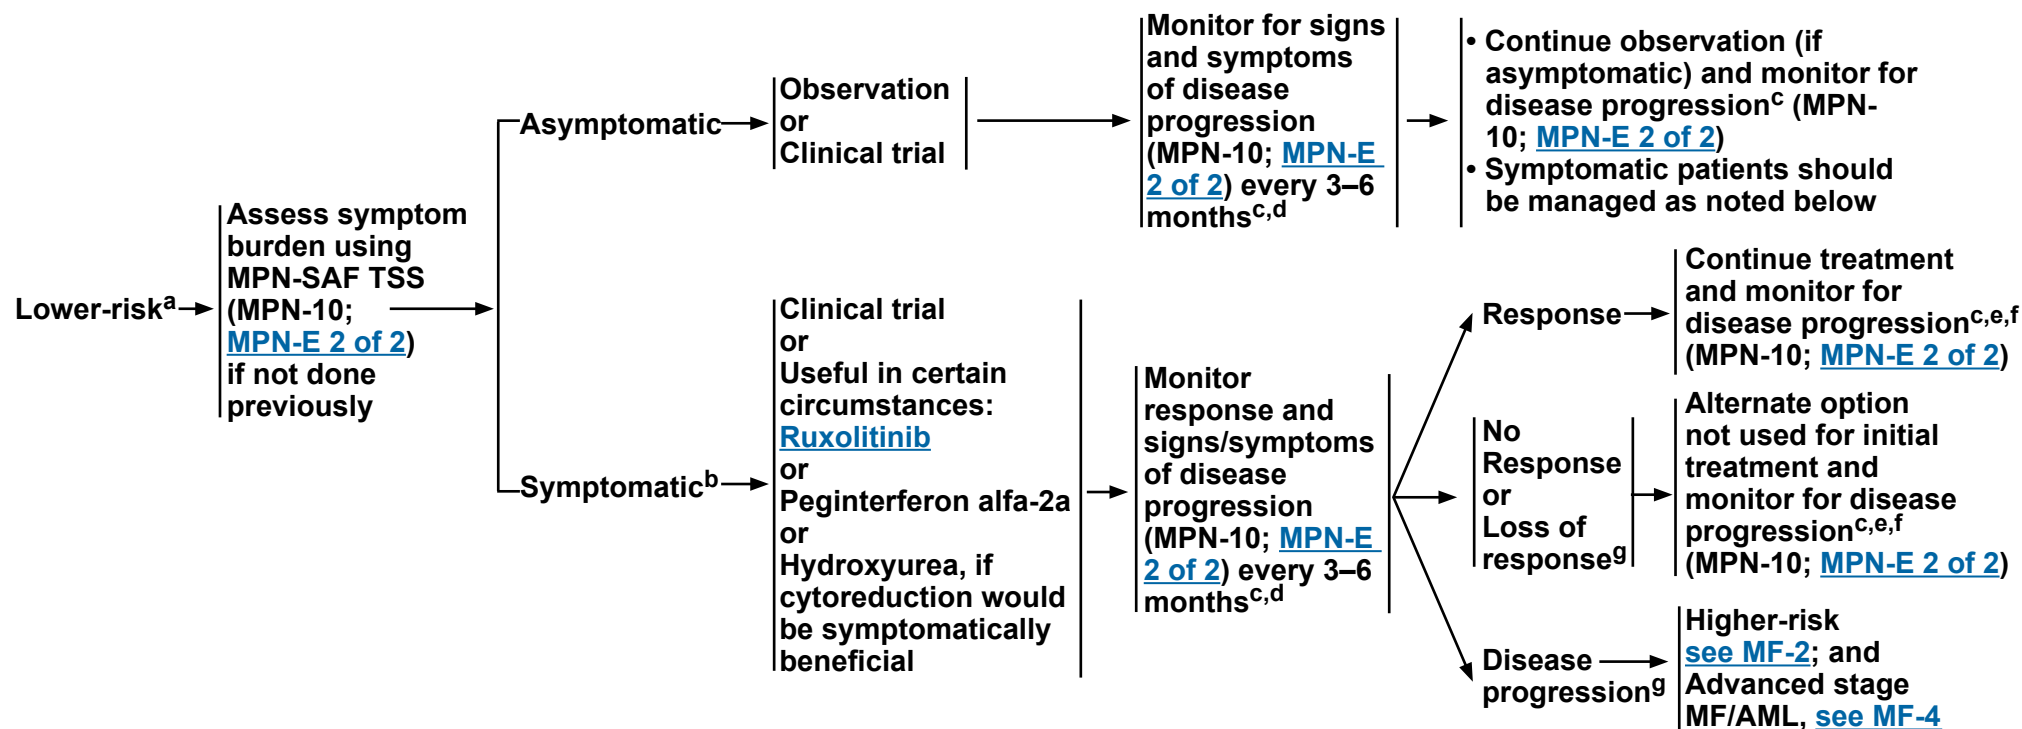 Lower-riskᵃ
Assess symptom
burden using
MPN-SAF TSS
(MPN-10;
MPN-E 2 of 2)
if not done
previously
Asymptomatic
Observation
or
Clinical trial
Monitor for signs
and symptoms
of disease
progression
(MPN-10; MPN-E
2 of 2) every 3–6
monthsᶜ,ᵈ
• Continue observation (if
asymptomatic) and monitor for
disease progressionᶜ (MPN-
10; MPN-E 2 of 2)
• Symptomatic patients should
be managed as noted below
Symptomaticᵇ
Clinical trial
or
Useful in certain
circumstances:
Ruxolitinib
or
Peginterferon alfa-2a
or
Hydroxyurea, if
cytoreduction would
be symptomatically
beneficial
Monitor
response and
signs/symptoms
of disease
progression
(MPN-10; MPN-E
2 of 2) every 3–6
monthsᶜ,ᵈ
Response
Continue treatment
and monitor for
disease progressionᶜ,ᵉ,ᶠ
(MPN-10; MPN-E 2 of 2)
No
Response
or
Loss of
responseᵍ
Alternate option
not used for initial
treatment and
monitor for disease
progressionᶜ,ᵉ,ᶠ
(MPN-10; MPN-E 2 of 2)
Disease
progressionᵍ
Higher-risk
see MF-2; and
Advanced stage
MF/AML, see MF-4